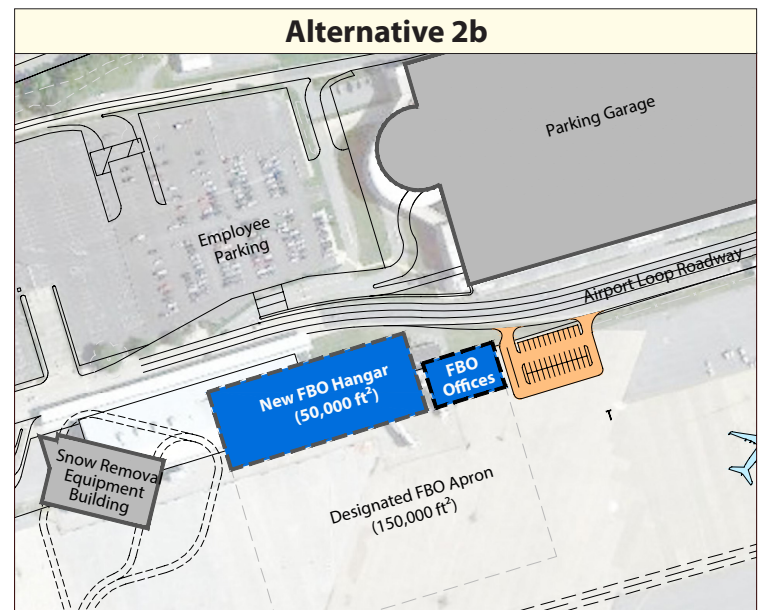 Alternative 2b
Parking Garage
Employee
Parking
Airport Loop Roadway
New FBO Hangar
(50,000 ft²)
FBO
Offices
Snow Removal
Equipment
Building
Designated FBO Apron
(150,000 ft²)